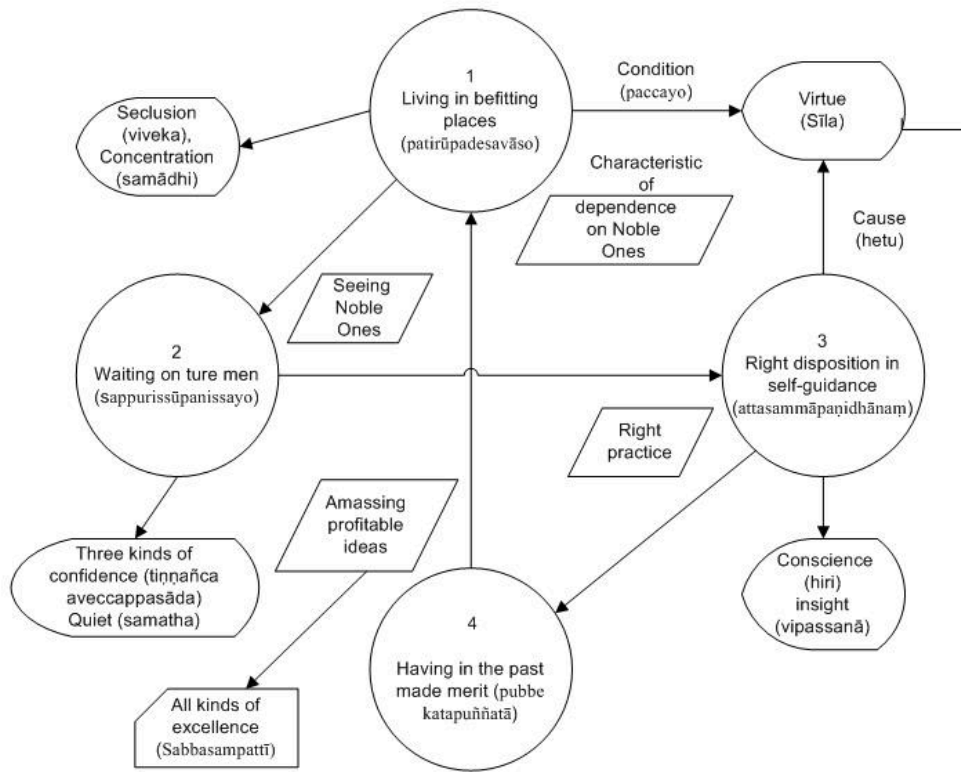 1
Living in befitting
places
(patirūpadesavāso)
Condition
(paccayo)
Virtue
(Sīla)
Seclusion
(viveka),
Concentration
(samādhi)
Characteristic
of
dependence
on Noble
Ones
Cause
(hetu)
Seeing
Noble
Ones
2
Waiting on ture men
(sappurissūpanissayo)
3
Right disposition in
self-guidance
(attasammāpaṇidhānaṃ)
Right
practice
Amassing
profitable
ideas
Three kinds of
confidence (tiṇṇañca
aveccappasāda)
Quiet (samatha)
Conscience
(hiri)
insight
(vipassanā)
4
Having in the past
made merit (pubbe
katapuññatā)
All kinds of
excellence
(Sabbasampattī)